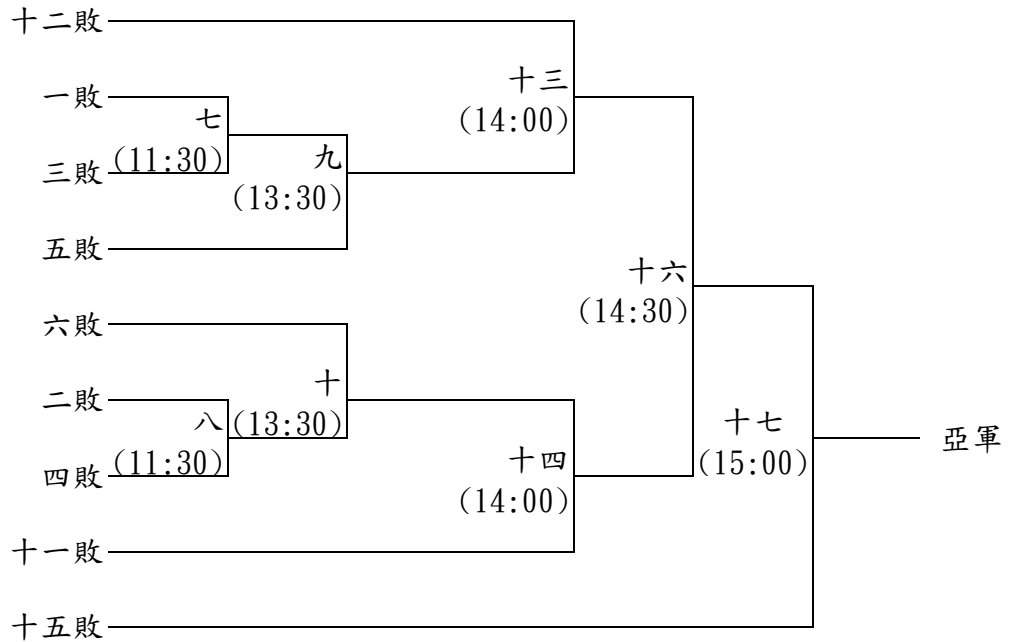 十二敗
十三
(14:00)
一敗
七
(11:30)
三敗
九
(13:30)
五敗
十六
(14:30)
六敗
十
(13:30)
二敗
八
(11:30)
四敗
十四
(14:00)
十七
(15:00)
亞軍
十一敗
十五敗